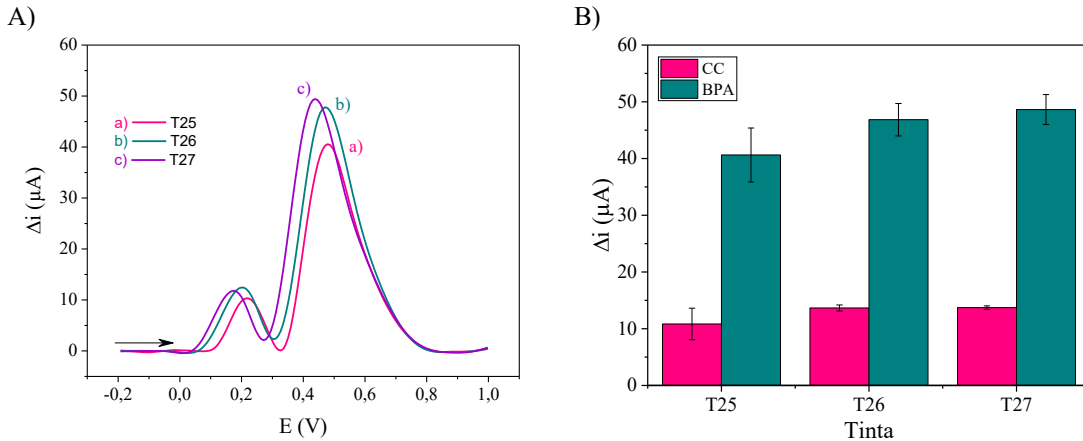 A)
60
50
40
30
20
10
0
Δi (µA)
-0,2 0,0 0,2 0,4 0,6 0,8 1,0
E (V)
a) T25
b) T26
c) T27
c)
b)
a)
B)
60
50
40
30
20
10
0
Δi (µA)
CC
BPA
T25 T26 T27
Tinta